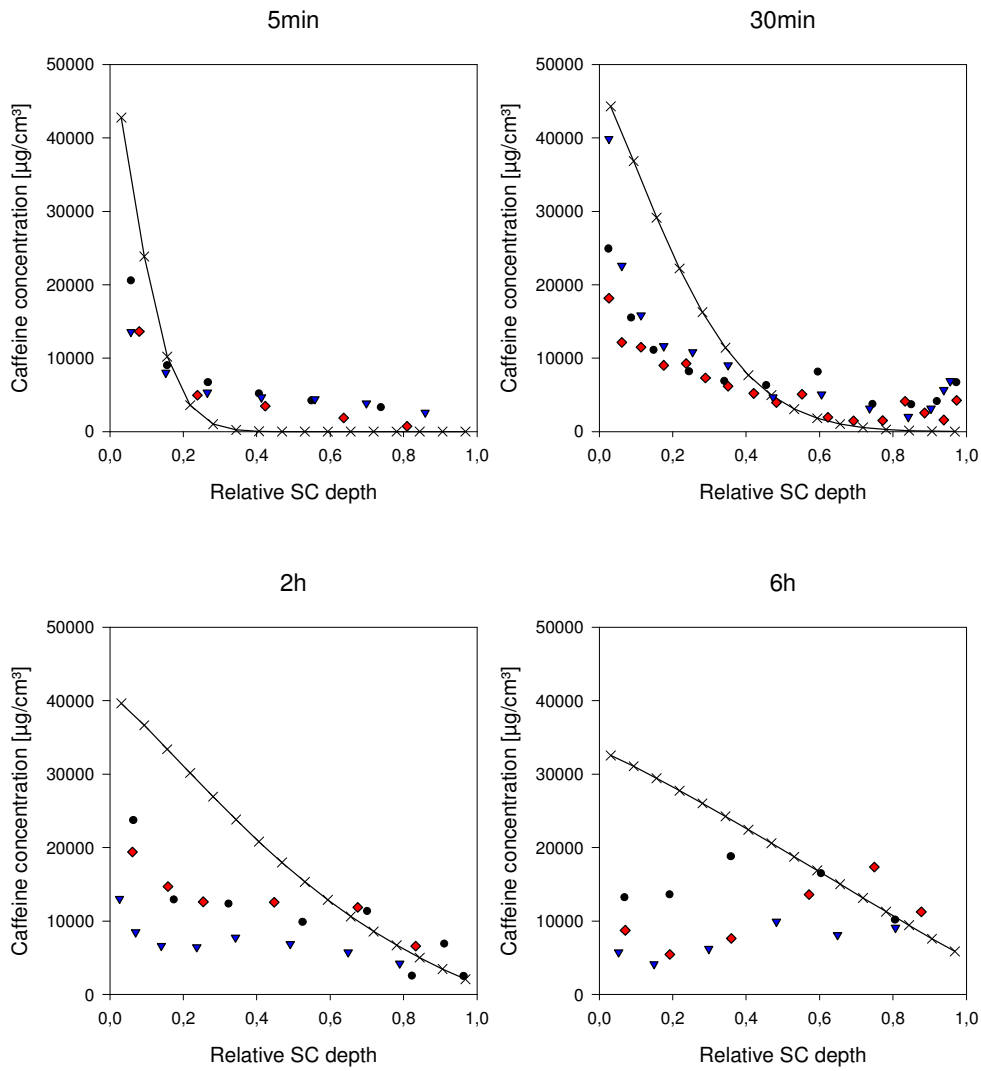 5min
30min
50000
40000
30000
20000
10000
0
Caffeine concentration [µg/cm³]
0,0 0,2 0,4 0,6 0,8 1,0
Relative SC depth
50000
40000
30000
20000
10000
0
Caffeine concentration [µg/cm³]
0,0 0,2 0,4 0,6 0,8 1,0
Relative SC depth
2h
6h
50000
40000
30000
20000
10000
0
Caffeine concentration [µg/cm³]
0,0 0,2 0,4 0,6 0,8 1,0
Relative SC depth
50000
40000
30000
20000
10000
0
Caffeine concentration [µg/cm³]
0,0 0,2 0,4 0,6 0,8 1,0
Relative SC depth